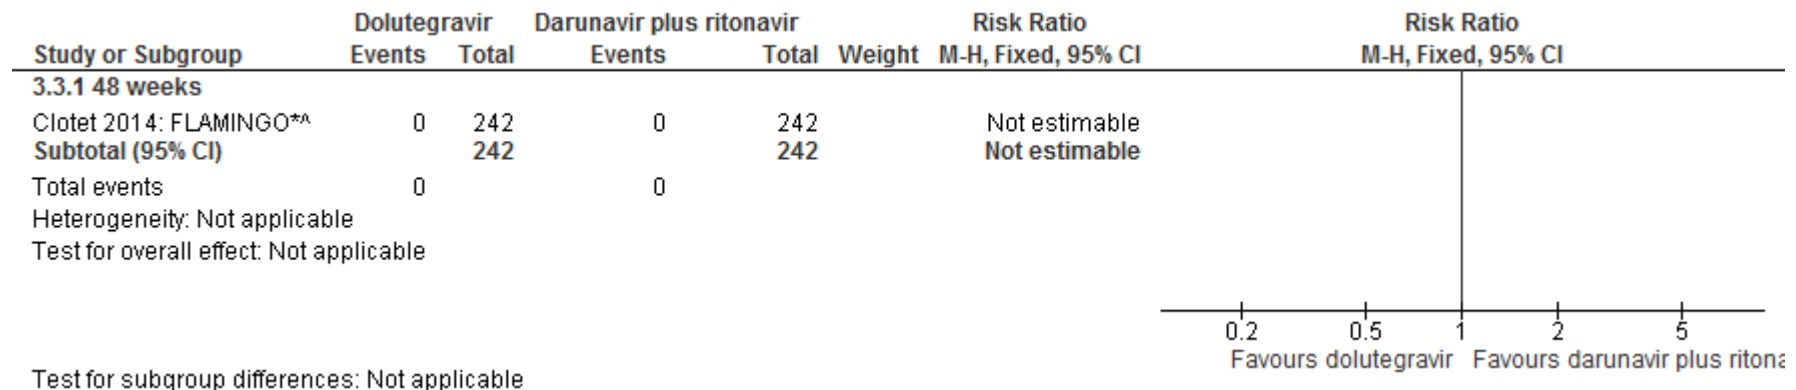 Dolutegravir Darunavir plus ritonavir Risk Ratio Risk Ratio
Study or Subgroup Events Total Events Total Weight M-H, Fixed, 95% CI M-H, Fixed, 95% CI
3.3.1 48 weeks
Clotet 2014: FLAMINGO*^ 0 242 0 242 Not estimable
Subtotal (95% CI) 242 242 Not estimable
Total events 0 0
Heterogeneity: Not applicable
Test for overall effect: Not applicable
0.2 0.5 1 2 5
Favours dolutegravir Favours darunavir plus ritona
Test for subgroup differences: Not applicable